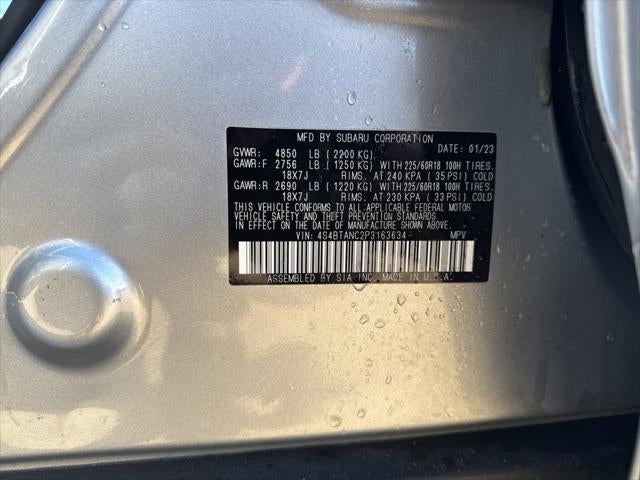 MFD BY SUBARU CORPORATION
GVWR: 4850 LB (2200 KG) DATE: 01/23
GAWR:F 2756 LB (1250 KG) WITH 225/60R18 100H TIRES.
18X7J RIMS. AT 240 KPA (35 PSI) COLD
GAWR:R 2690 LB (1220 KG) WITH 225/60R18 100H TIRES.
18X7J RIMS. AT 230 KPA (33 PSI) COLD
THIS VEHICLE CONFORMS TO ALL APPLICABLE FEDERAL MOTOR
VEHICLE SAFETY AND THEFT PREVENTION STANDARDS
IN EFFECT ON THE DATE OF MANUFACTURE SHOWN ABOVE.
VIN: 4S4BTANC2P3163634 MPV
ASSEMBLED BY SIA INC. MADE IN U.S.A.